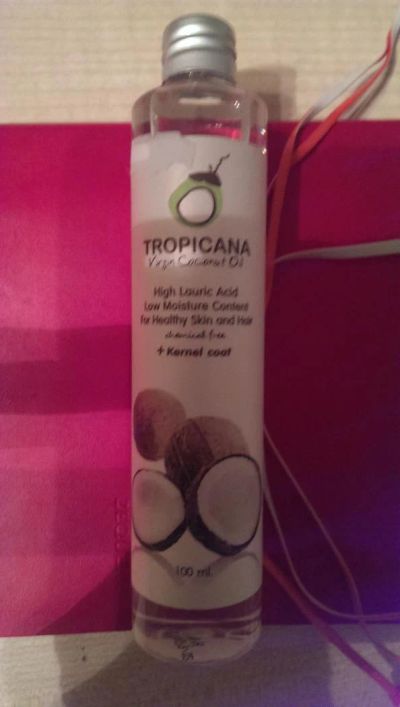 TROPICANA
Virgin Coconut Oil
High Lauric Acid
Low Moisture Content
for Healthy Skin and Hair
chemical free
+ Kernel coat
100 ml.